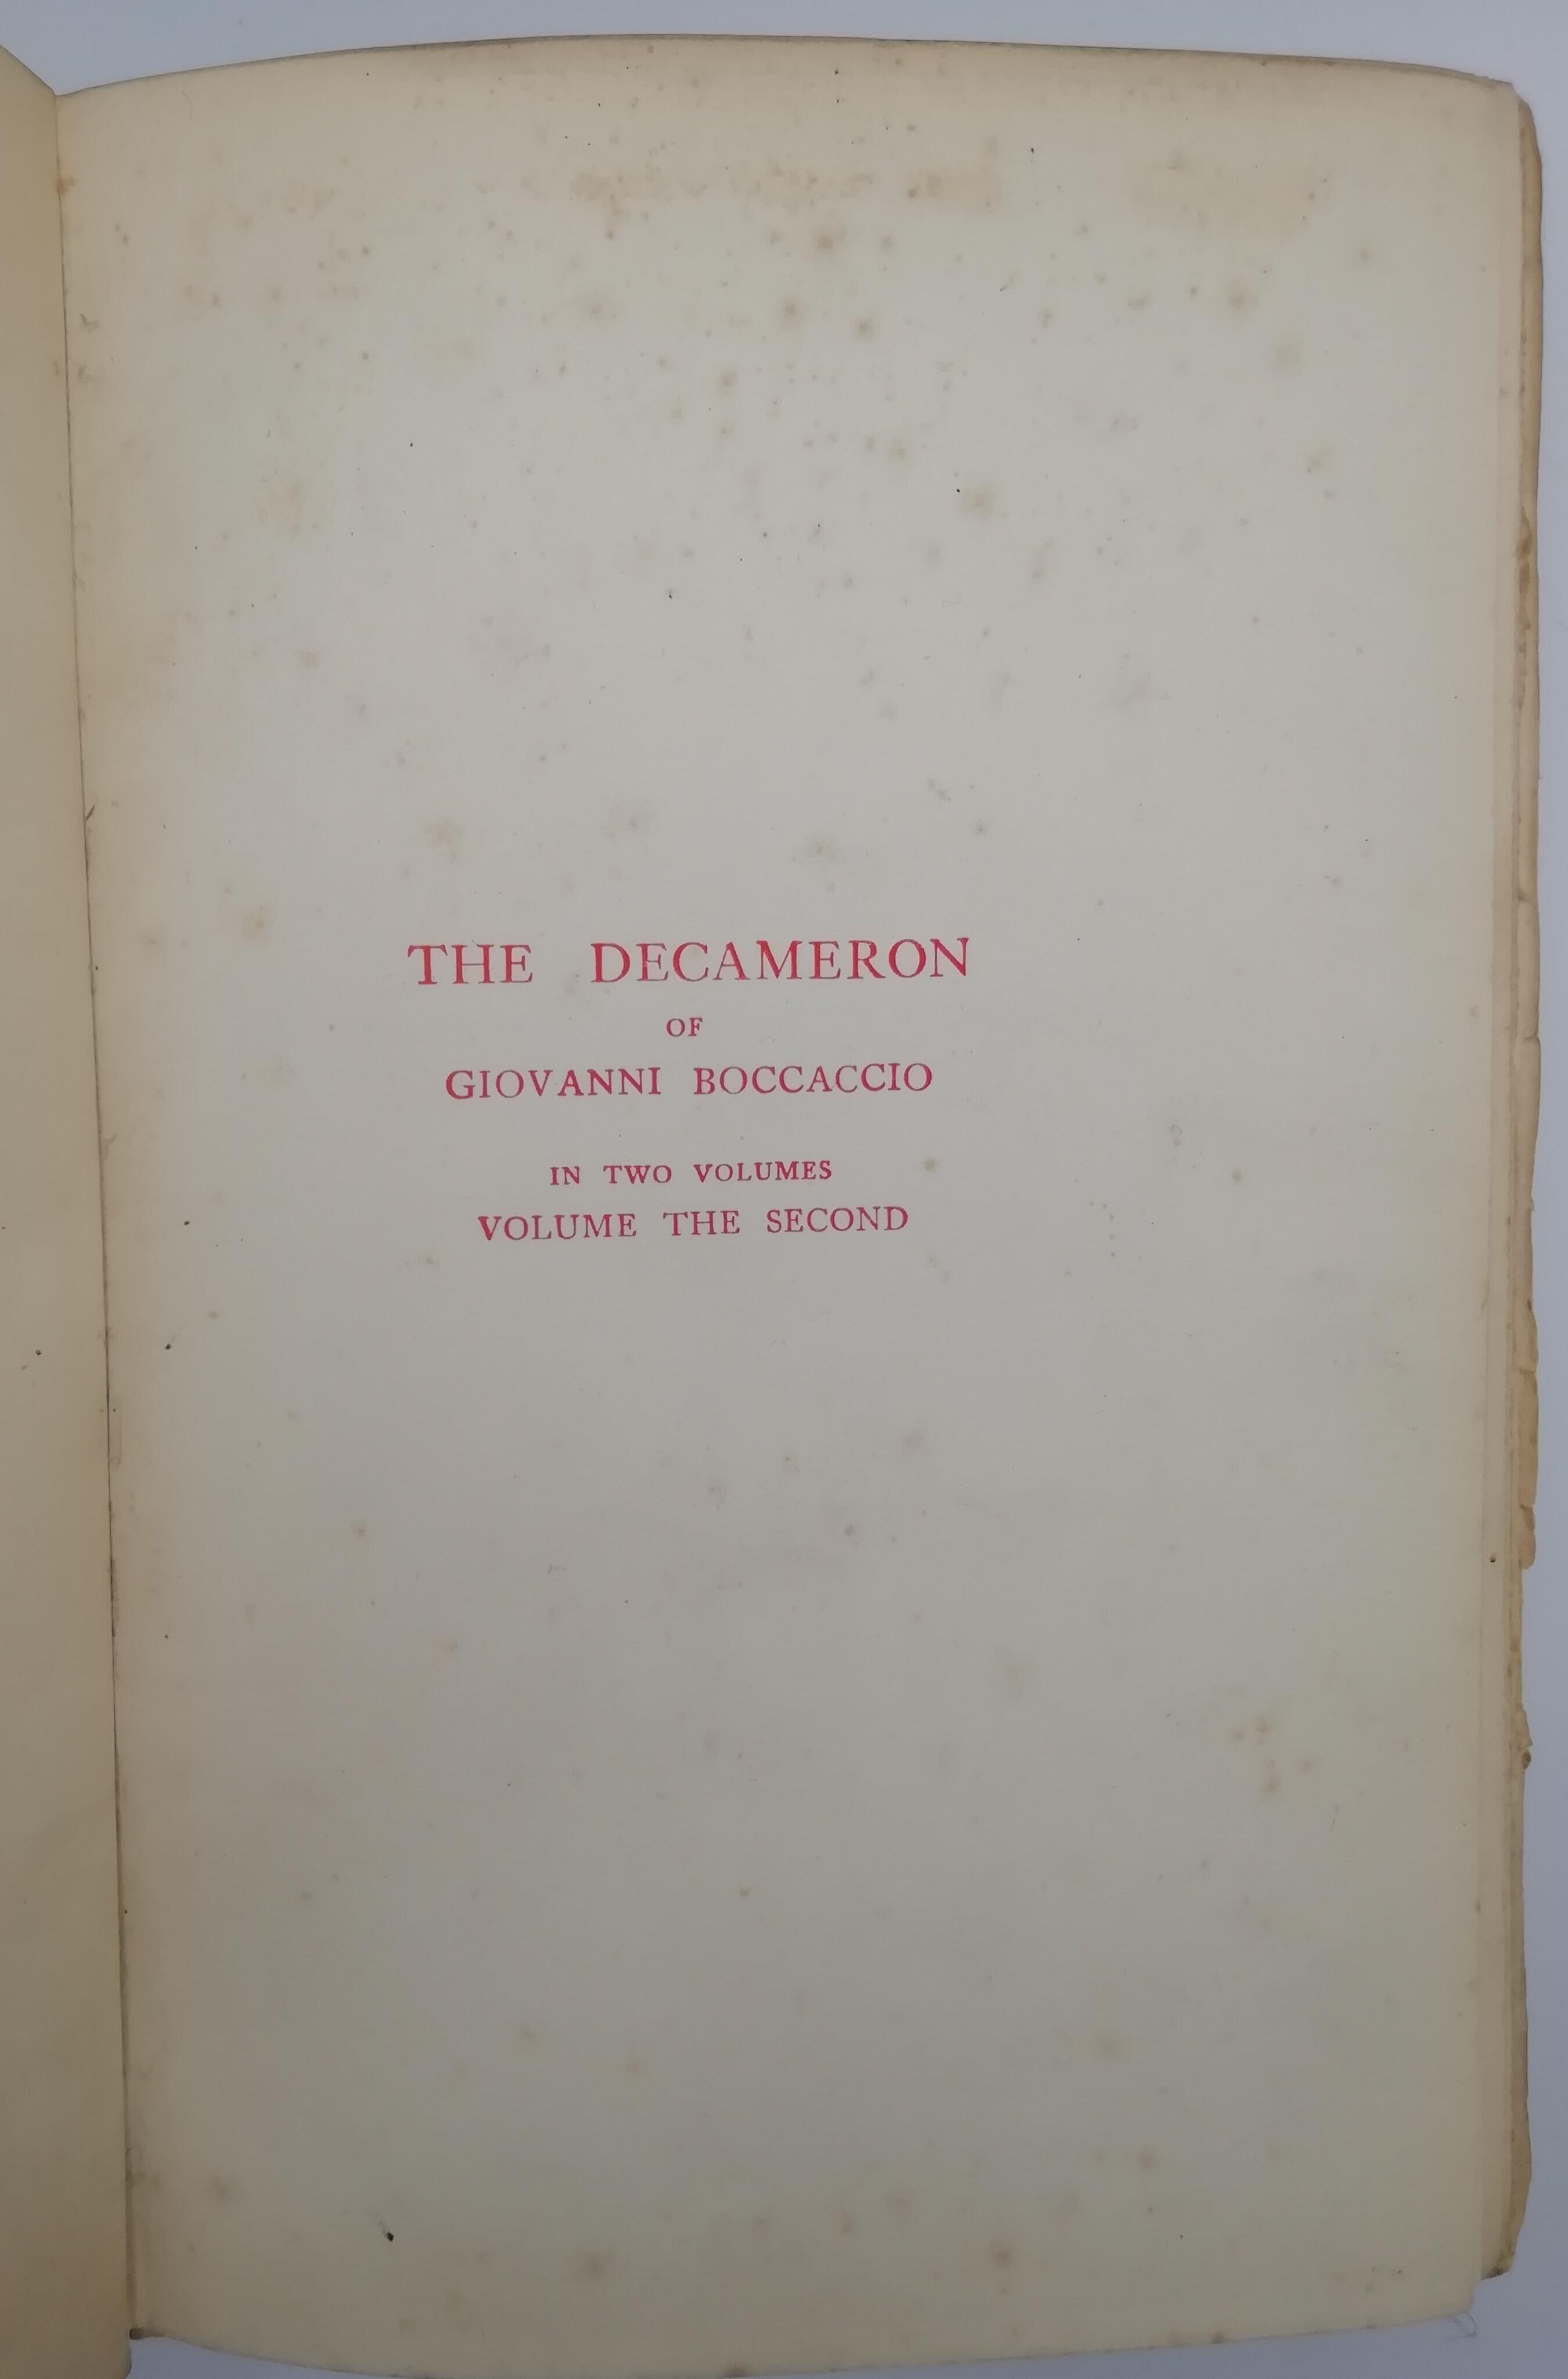 THE DECAMERON
OF
GIOVANNI BOCCACCIO
IN TWO VOLUMES
VOLUME THE SECOND